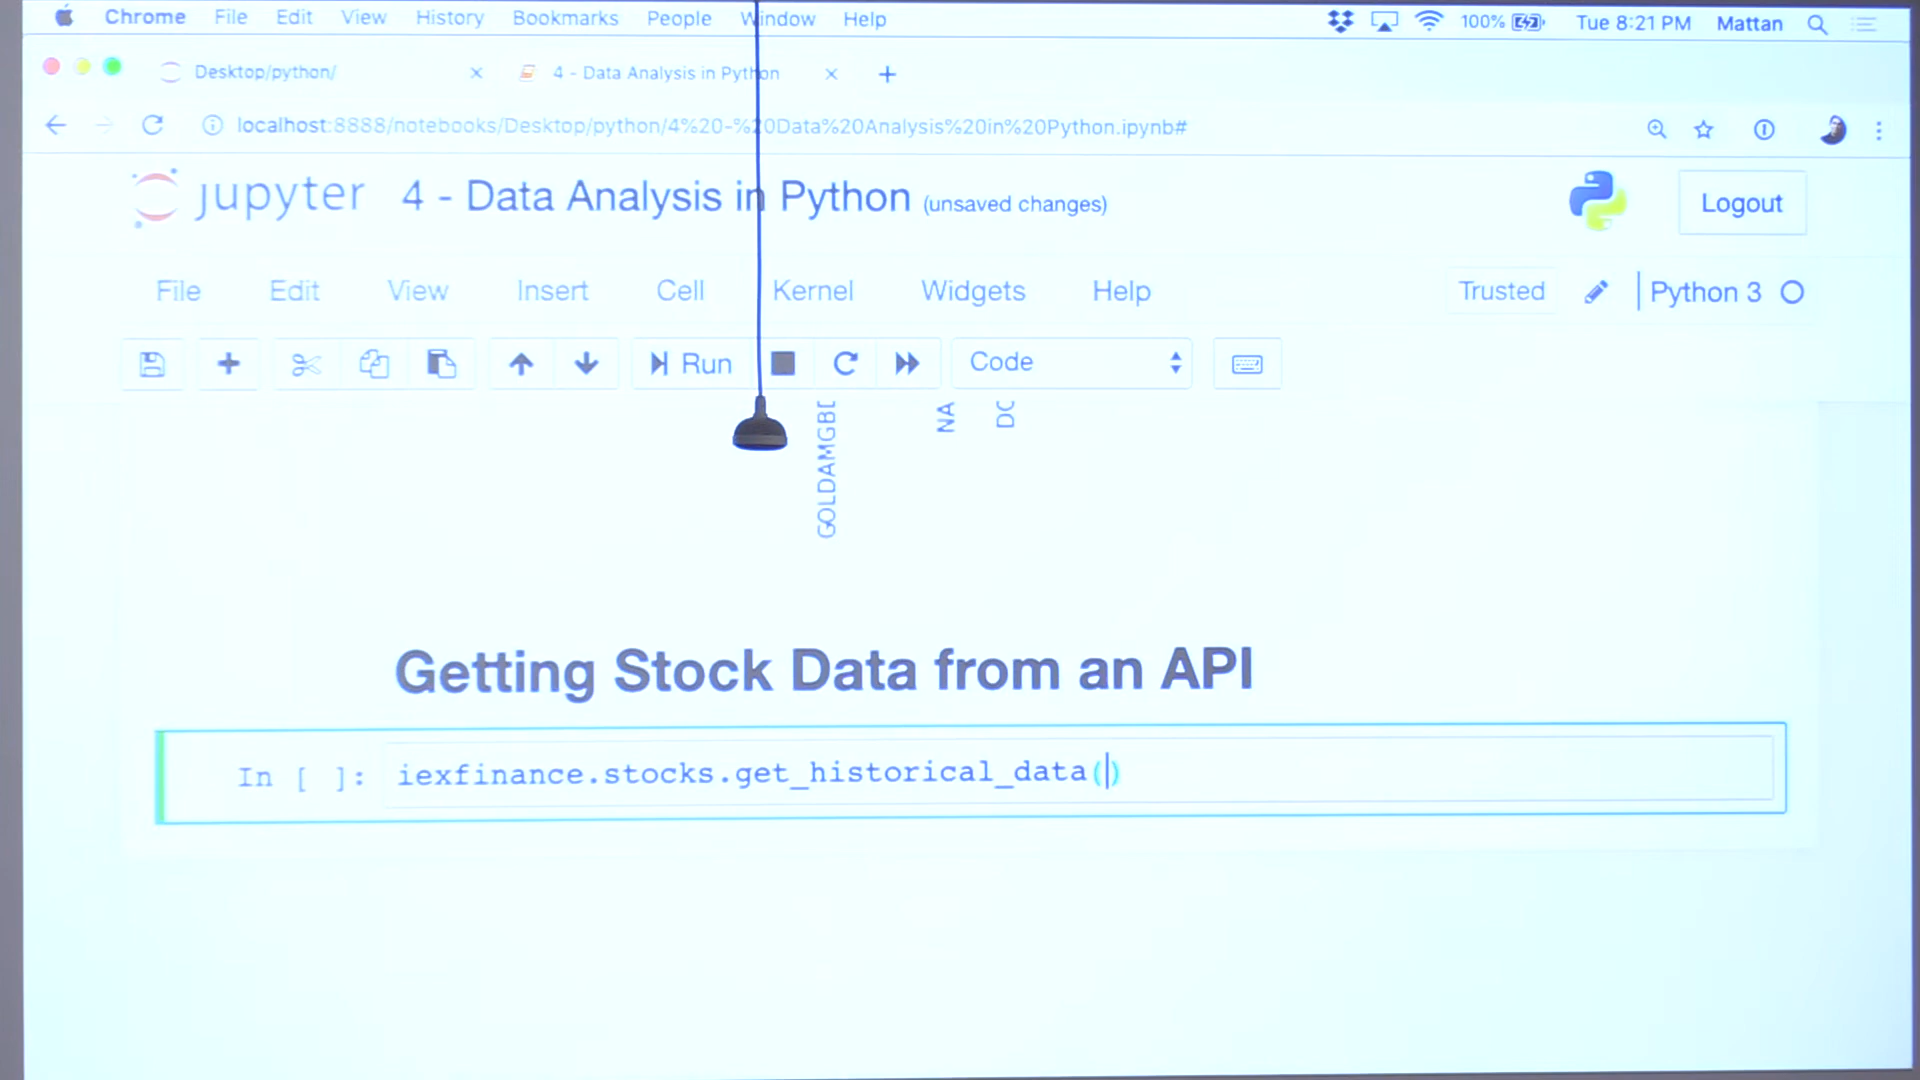 Chrome File Edit View History Bookmarks People Window Help 100% Tue 8:21 PM Mattan
Desktop/python/ 4 - Data Analysis in Python
localhost:8888/notebooks/Desktop/python/4%20-%20Data%20Analysis%20in%20Python.ipynb#
jupyter 4 - Data Analysis in Python (unsaved changes) Logout
File Edit View Insert Cell Kernel Widgets Help Trusted Python 3
Run Code
GOLDAMGBD
NA
DC
Getting Stock Data from an API
In [ ]: iexfinance.stocks.get_historical_data()